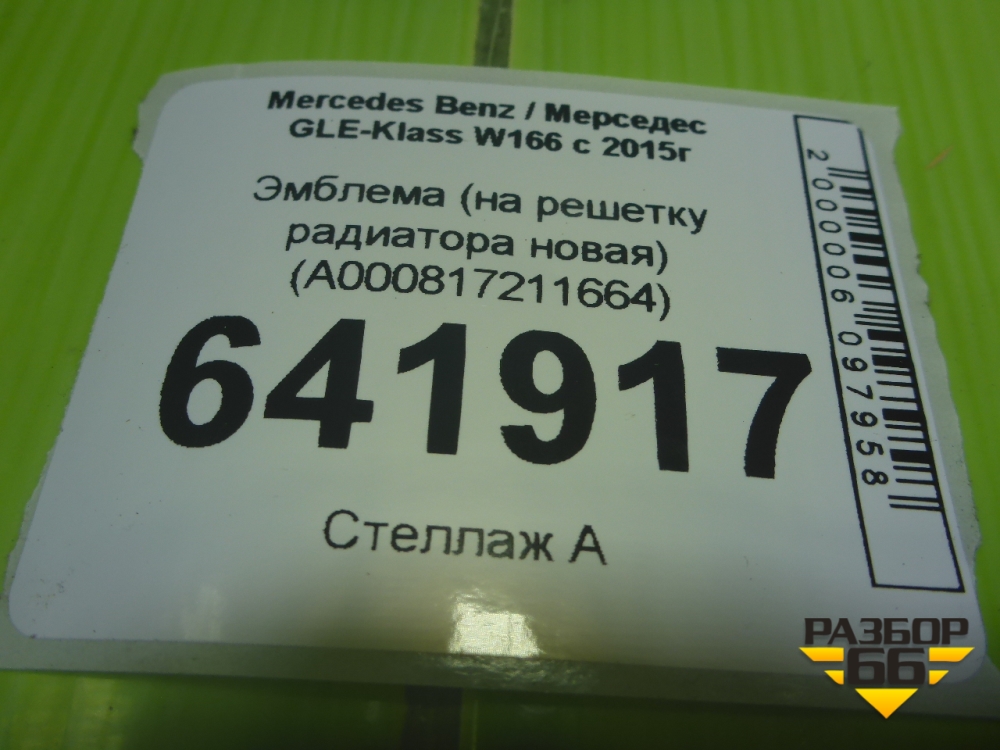 Mercedes Benz / Мерседес
GLE-Klass W166 с 2015г
Эмблема (на решетку
радиатора новая)
(A000817211664)
641917
Стеллаж А
2000006097958
РАЗБОР
66